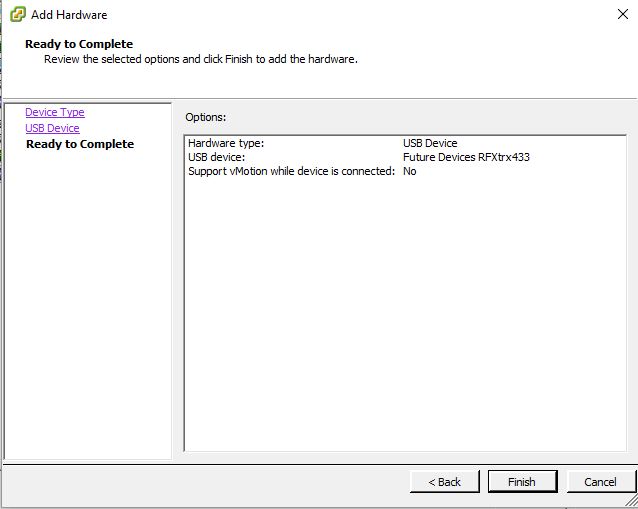 Add Hardware
Ready to Complete
Review the selected options and click Finish to add the hardware.
Device Type
USB Device
Ready to Complete
Options:
Hardware type: USB Device
USB device: Future Devices RFXtrx433
Support vMotion while device is connected: No
< Back Finish Cancel